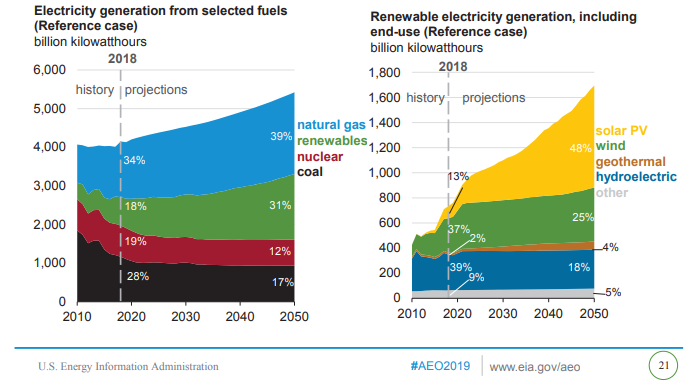 Electricity generation from selected fuels
(Reference case)
billion kilowatthours
2018
6,000
history projections
5,000
4,000
3,000
2,000
1,000
0
2010 2020 2030 2040 2050
34%
39%
18%
31%
19%
12%
28%
17%
natural gas
renewables
nuclear
coal
Renewable electricity generation, including
end-use (Reference case)
billion kilowatthours
2018
1,800
1,600
history projections
1,400
1,200
1,000
800
600
400
200
0
2010 2020 2030 2040 2050
13%
48%
37%
25%
2%
4%
39%
18%
9%
5%
solar PV
wind
geothermal
hydroelectric
other
U.S. Energy Information Administration
#AEO2019
www.eia.gov/aeo
21